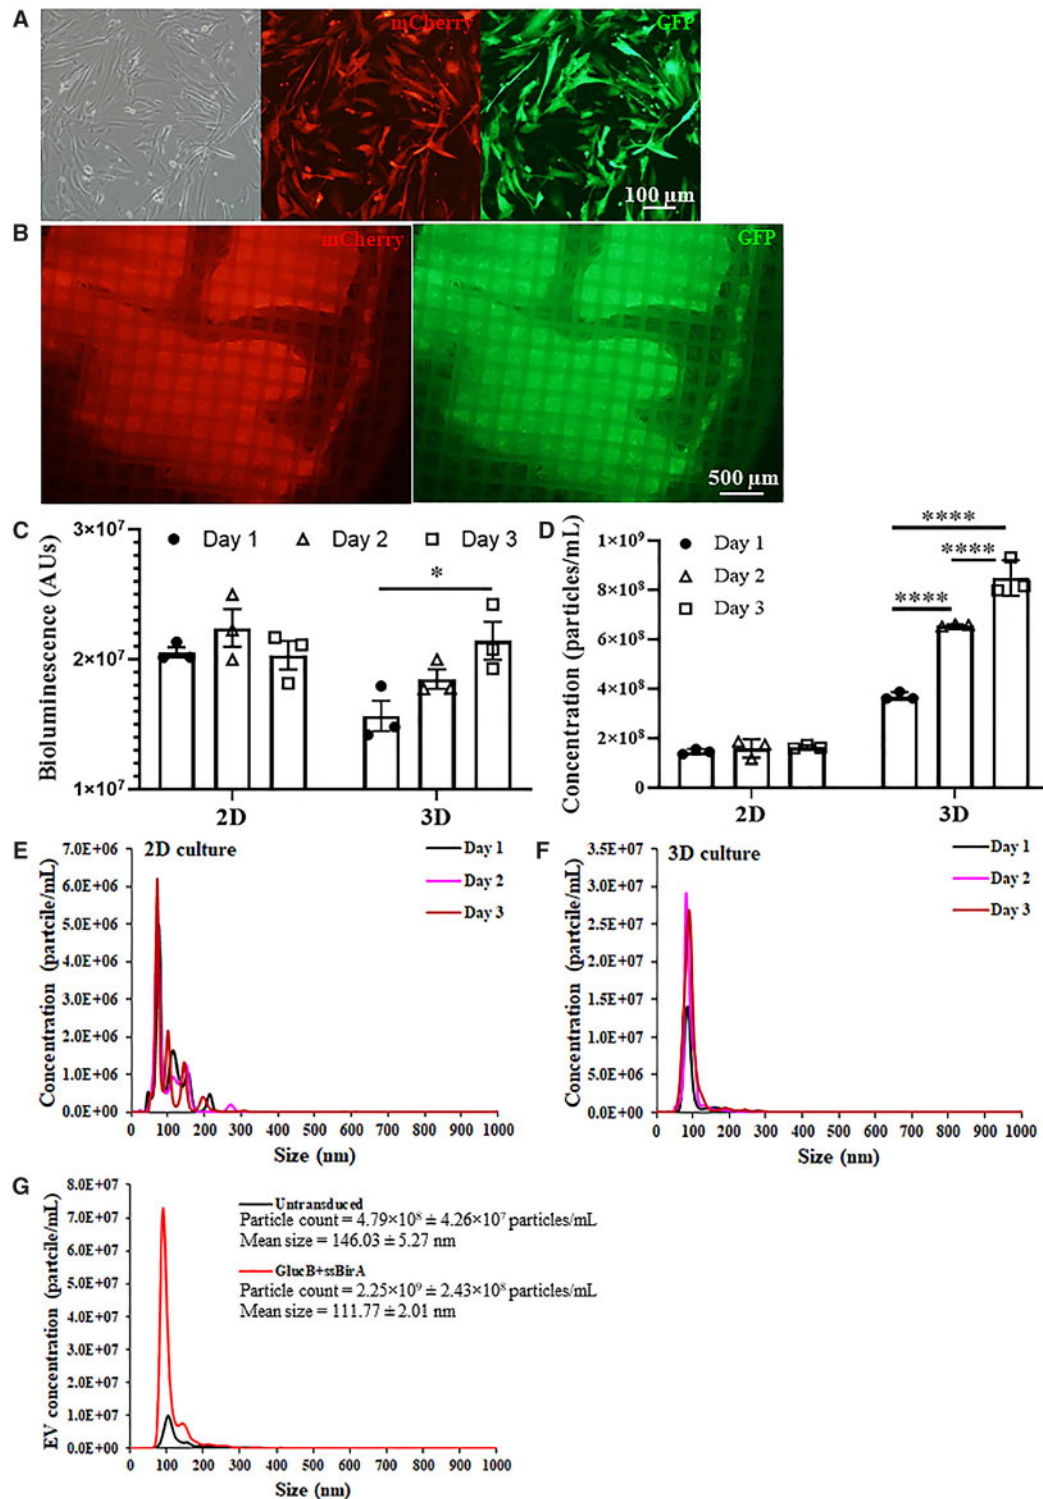 A
mCherry
GFP
100 µm
B
mCherry
GFP
500 µm
C
Bioluminescence (AUs)
3×10⁷
2×10⁷
1×10⁷
Day 1
Day 2
Day 3
*
2D
3D
D
Concentration (particles/mL)
1×10⁹
8×10⁸
6×10⁸
4×10⁸
2×10⁸
0
Day 1
Day 2
Day 3
****
****
****
2D
3D
E
2D culture
Concentration (partcile/mL)
7.0E+06
6.0E+06
5.0E+06
4.0E+06
3.0E+06
2.0E+06
1.0E+06
0.0E+00
Day 1
Day 2
Day 3
0 100 200 300 400 500 600 700 800 900 1000
Size (nm)
F
3D culture
Concentration (partcile/mL)
3.5E+07
3.0E+07
2.5E+07
2.0E+07
1.5E+07
1.0E+07
5.0E+06
0.0E+00
Day 1
Day 2
Day 3
0 100 200 300 400 500 600 700 800 900 1000
Size (nm)
G
EV concentration (partcile/mL)
8.0E+07
7.0E+07
6.0E+07
5.0E+07
4.0E+07
3.0E+07
2.0E+07
1.0E+07
0.0E+00
Untransduced
Particle count = 4.79×10⁸ ± 4.26×10⁷ particles/mL
Mean size = 146.03 ± 5.27 nm
GlucB+ssBirA
Particle count = 2.25×10⁹ ± 2.43×10⁸ particles/mL
Mean size = 111.77 ± 2.01 nm
0 100 200 300 400 500 600 700 800 900 1000
Size (nm)